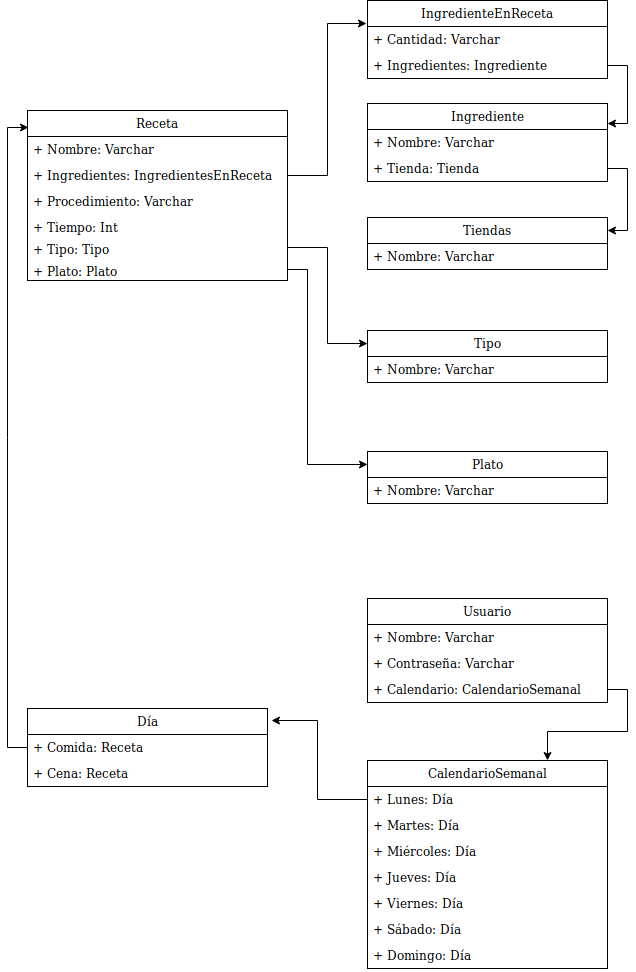 IngredienteEnReceta
+ Cantidad: Varchar
+ Ingredientes: Ingrediente
Receta
+ Nombre: Varchar
+ Ingredientes: IngredientesEnReceta
+ Procedimiento: Varchar
+ Tiempo: Int
+ Tipo: Tipo
+ Plato: Plato
Ingrediente
+ Nombre: Varchar
+ Tienda: Tienda
Tiendas
+ Nombre: Varchar
Tipo
+ Nombre: Varchar
Plato
+ Nombre: Varchar
Usuario
+ Nombre: Varchar
+ Contraseña: Varchar
+ Calendario: CalendarioSemanal
Día
+ Comida: Receta
+ Cena: Receta
CalendarioSemanal
+ Lunes: Día
+ Martes: Día
+ Miércoles: Día
+ Jueves: Día
+ Viernes: Día
+ Sábado: Día
+ Domingo: Día